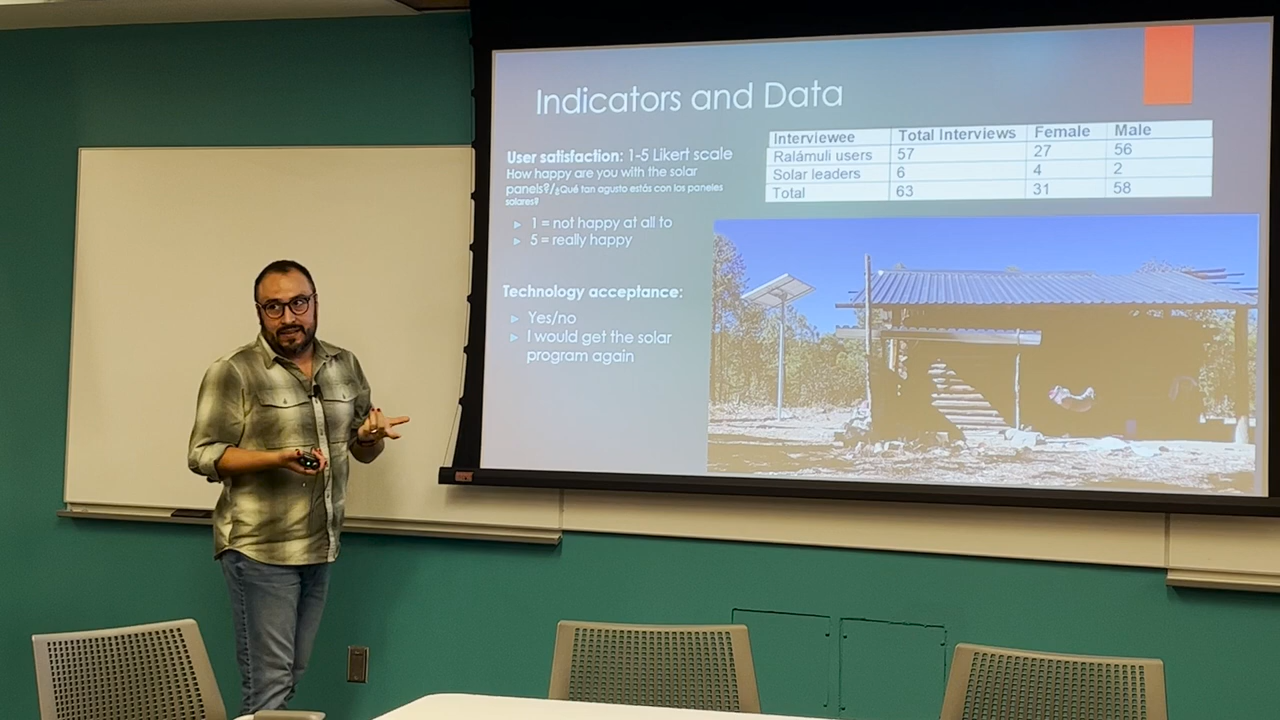 Indicators and Data
User satisfaction: 1-5 Likert scale
How happy are you with the solar
panels?/¿Qué tan agusto estás con los paneles
solares?
1 = not happy at all to
5 = really happy
Technology acceptance:
Yes/no
I would get the solar
program again
Interviewee Total Interviews Female Male
Ralámuli users 57 27 56
Solar leaders 6 4 2
Total 63 31 58